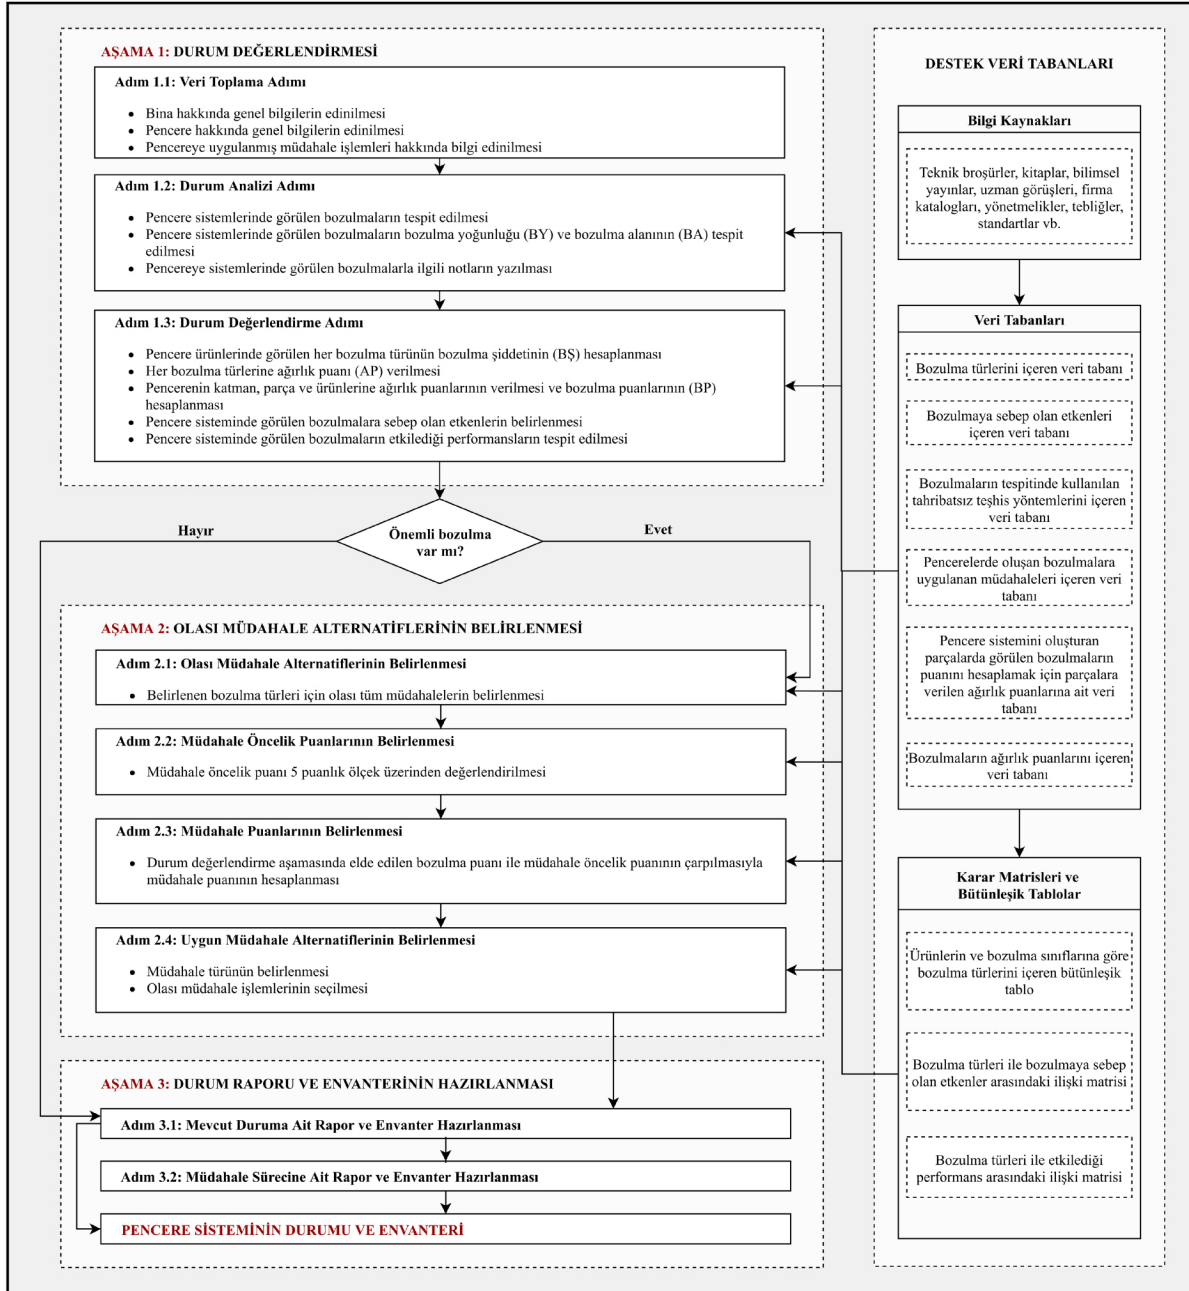 AŞAMA 1: DURUM DEĞERLENDİRMESİ
Adım 1.1: Veri Toplama Adımı
• Bina hakkında genel bilgilerin edinilmesi
• Pencere hakkında genel bilgilerin edinilmesi
• Pencereye uygulanmış müdahale işlemleri hakkında bilgi edinilmesi
Adım 1.2: Durum Analizi Adımı
• Pencere sistemlerinde görülen bozulmaların tespit edilmesi
• Pencere sistemlerinde görülen bozulmaların bozulma yoğunluğu (BY) ve bozulma alanının (BA) tespit
edilmesi
• Pencereye sistemlerinde görülen bozulmalarla ilgili notların yazılması
Adım 1.3: Durum Değerlendirme Adımı
• Pencere ürünlerinde görülen her bozulma türünün bozulma şiddetinin (BŞ) hesaplanması
• Her bozulma türlerine ağırlık puanı (AP) verilmesi
• Pencerenin katman, parça ve ürünlerine ağırlık puanlarının verilmesi ve bozulma puanlarının (BP)
hesaplanması
• Pencere sisteminde görülen bozulmalara sebep olan etkenlerin belirlenmesi
• Pencere sisteminde görülen bozulmaların etkilediği performansların tespit edilmesi
Hayır
Önemli bozulma
var mı?
Evet
AŞAMA 2: OLASI MÜDAHALE ALTERNATİFLERİNİN BELİRLENMESİ
Adım 2.1: Olası Müdahale Alternatiflerinin Belirlenmesi
• Belirlenen bozulma türleri için olası tüm müdahalelerin belirlenmesi
Adım 2.2: Müdahale Öncelik Puanlarının Belirlenmesi
• Müdahale öncelik puanı 5 puanlık ölçek üzerinden değerlendirilmesi
Adım 2.3: Müdahale Puanlarının Belirlenmesi
• Durum değerlendirme aşamasında elde edilen bozulma puanı ile müdahale öncelik puanının çarpılmasıyla
müdahale puanının hesaplanması
Adım 2.4: Uygun Müdahale Alternatiflerinin Belirlenmesi
• Müdahale türünün belirlenmesi
• Olası müdahale işlemlerinin seçilmesi
AŞAMA 3: DURUM RAPORU VE ENVANTERİNİN HAZIRLANMASI
Adım 3.1: Mevcut Duruma Ait Rapor ve Envanter Hazırlanması
Adım 3.2: Müdahale Sürecine Ait Rapor ve Envanter Hazırlanması
PENCERE SİSTEMİNİN DURUMU VE ENVANTERİ
DESTEK VERİ TABANLARI
Bilgi Kaynakları
Teknik broşürler, kitaplar, bilimsel
yayınlar, uzman görüşleri, firma
katalogları, yönetmelikler, tebliğler,
standartlar vb.
Veri Tabanları
Bozulma türlerini içeren veri tabanı
Bozulmaya sebep olan etkenleri
içeren veri tabanı
Bozulmaların tespitinde kullanılan
tahribatsız teşhis yöntemlerini içeren
veri tabanı
Pencerelerde oluşan bozulmalara
uygulanan müdahaleleri içeren veri
tabanı
Pencere sistemini oluşturan
parçalarda görülen bozulmaların
puanını hesaplamak için parçalara
verilen ağırlık puanlarına ait veri
tabanı
Bozulmaların ağırlık puanlarını içeren
veri tabanı
Karar Matrisleri ve
Bütünleşik Tablolar
Ürünlerin ve bozulma sınıflarına göre
bozulma türlerini içeren bütünleşik
tablo
Bozulma türleri ile bozulmaya sebep
olan etkenler arasındaki ilişki matrisi
Bozulma türleri ile etkilediği
performans arasındaki ilişki matrisi